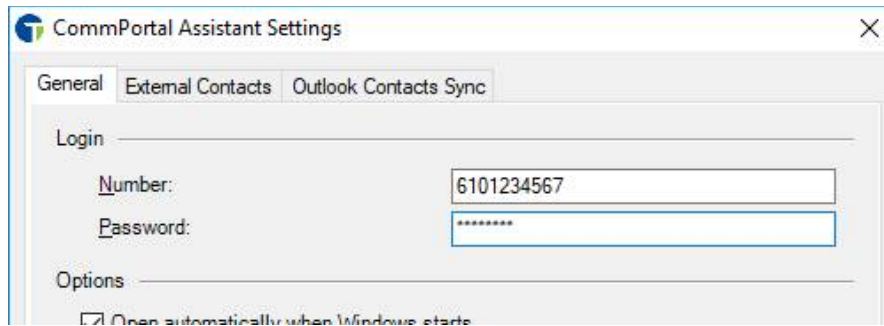 CommPortal Assistant Settings
General External Contacts Outlook Contacts Sync
Login
Number: 6101234567
Password: ********
Options
Open automatically when Windows starts